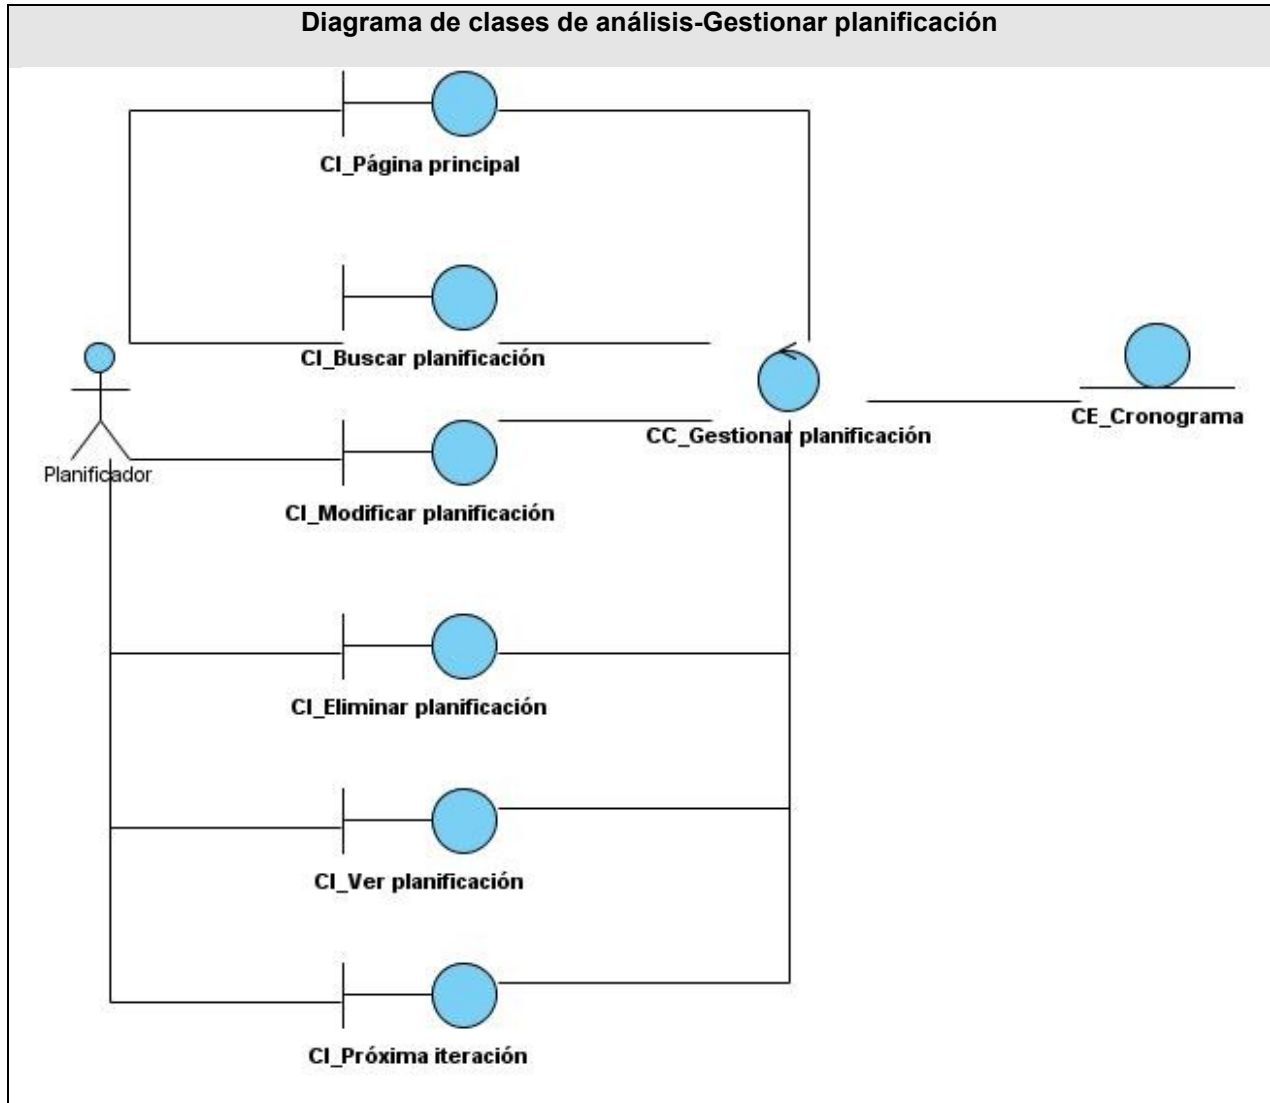 Diagrama de clases de análisis-Gestionar planificación
CI_Página principal
CI_Buscar planificación
CE_Cronograma
CC_Gestionar planificación
Planificador
CI_Modificar planificación
CI_Eliminar planificación
CI_Ver planificación
CI_Próxima iteración